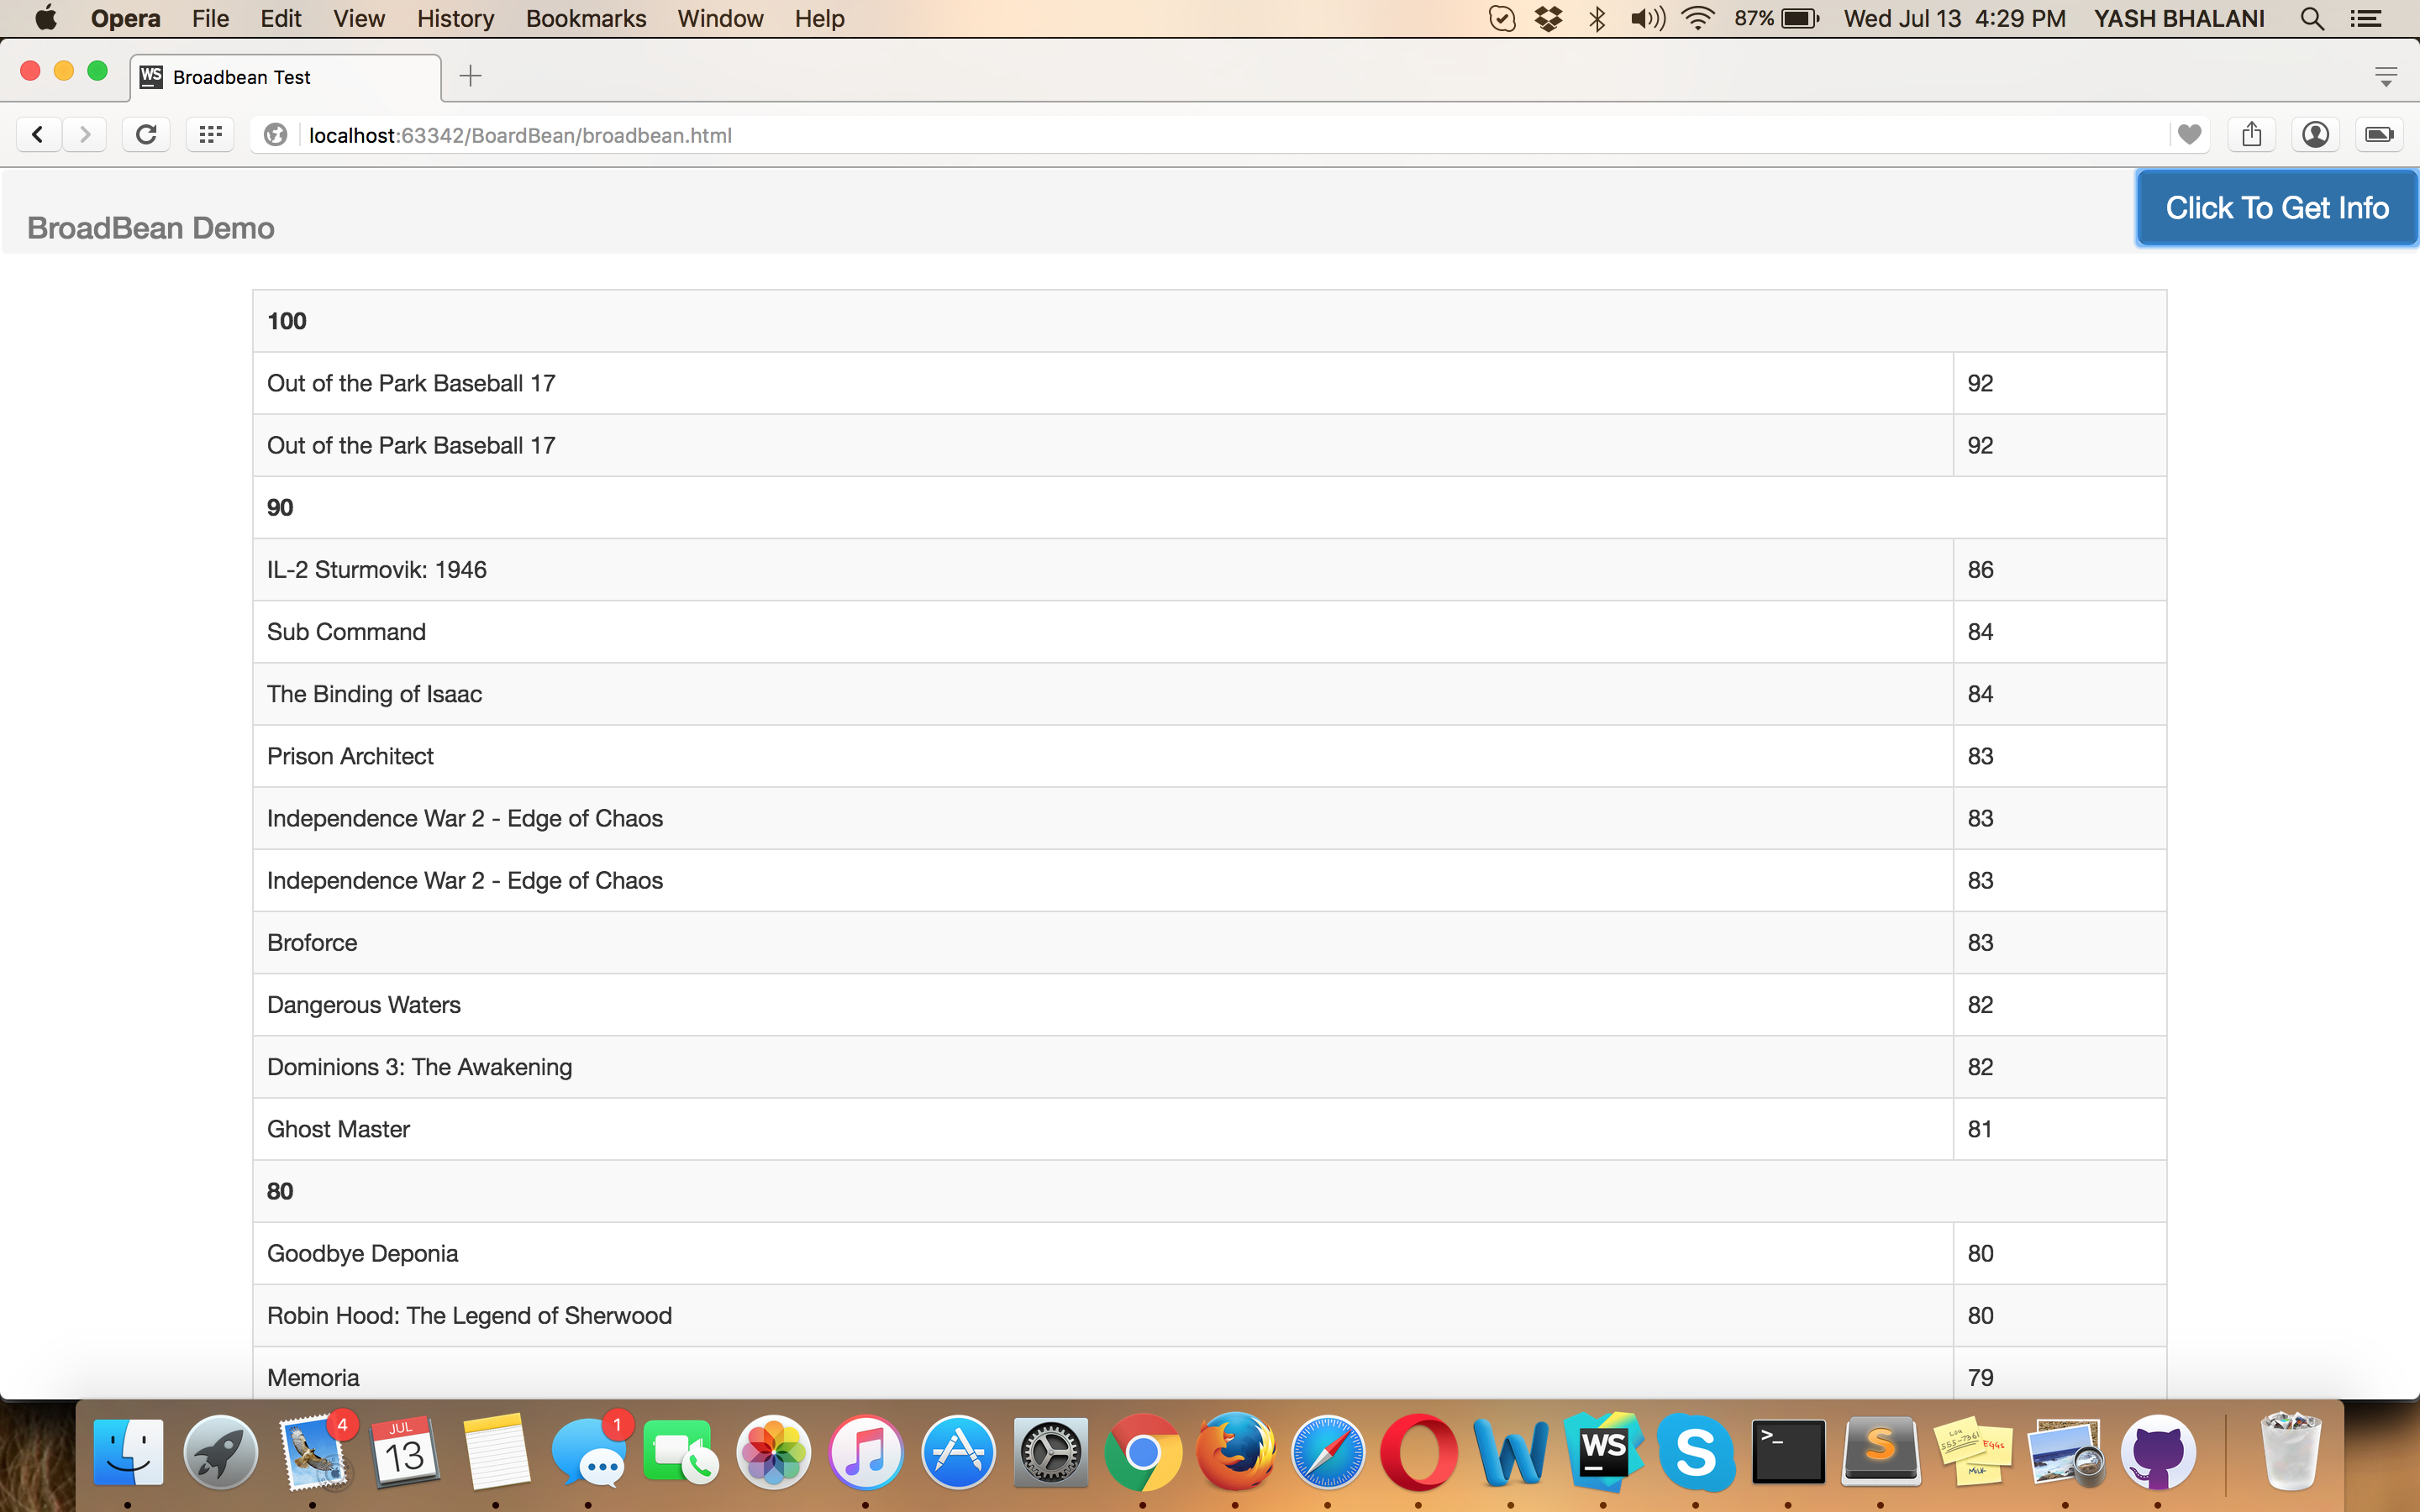 Opera File Edit View History Bookmarks Window Help 87% Wed Jul 13 4:29 PM YASH BHALANI
WS Broadbean Test
localhost:63342/BoardBean/broadbean.html
BroadBean Demo
Click To Get Info
100
Out of the Park Baseball 17 92
Out of the Park Baseball 17 92
90
IL-2 Sturmovik: 1946 86
Sub Command 84
The Binding of Isaac 84
Prison Architect 83
Independence War 2 - Edge of Chaos 83
Independence War 2 - Edge of Chaos 83
Broforce 83
Dangerous Waters 82
Dominions 3: The Awakening 82
Ghost Master 81
80
Goodbye Deponia 80
Robin Hood: The Legend of Sherwood 80
Memoria 79
4 JUL 13 1 W WS S >_ S 555-7361 EGGS MILK